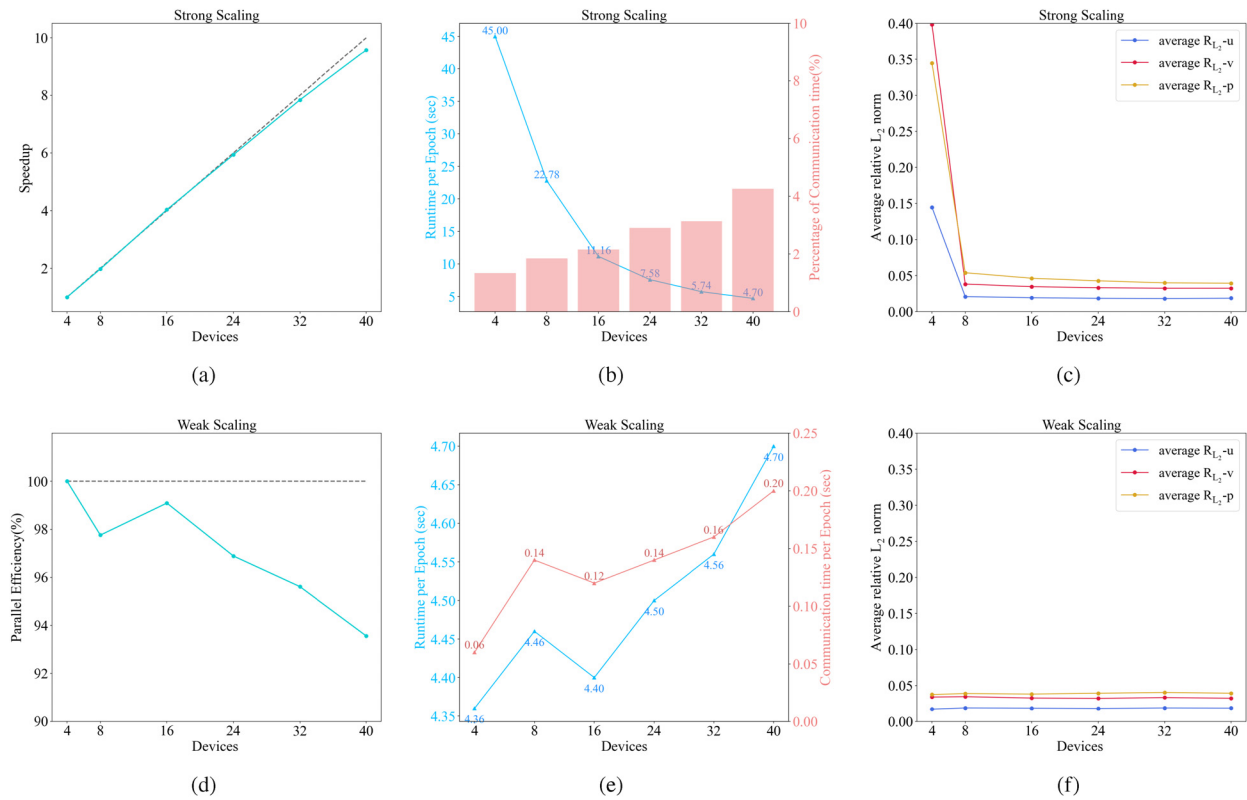 Strong Scaling
10
8
6
4
2
Speedup
4 8 16 24 32 40
Devices
(a)
Strong Scaling
45
40
35
30
25
20
15
10
5
Runtime per Epoch (sec)
45.00
22.78
11.16
7.58
5.74
4.70
10
8
6
4
2
0
Percentage of Communication time(%)
4 8 16 24 32 40
Devices
(b)
Strong Scaling
0.40
0.35
0.30
0.25
0.20
0.15
0.10
0.05
0.00
Average relative L₂ norm
average R_L₂-u
average R_L₂-v
average R_L₂-p
4 8 16 24 32 40
Devices
(c)
Weak Scaling
100
98
96
94
92
90
Parallel Efficiency(%)
4 8 16 24 32 40
Devices
(d)
Weak Scaling
4.70
4.65
4.60
4.55
4.50
4.45
4.40
4.35
Runtime per Epoch (sec)
4.36
4.46
4.40
4.50
4.56
4.70
0.06
0.14
0.12
0.14
0.16
0.20
0.25
0.20
0.15
0.10
0.05
0.00
Communication time per Epoch (sec)
4 8 16 24 32 40
Devices
(e)
Weak Scaling
0.40
0.35
0.30
0.25
0.20
0.15
0.10
0.05
0.00
Average relative L₂ norm
average R_L₂-u
average R_L₂-v
average R_L₂-p
4 8 16 24 32 40
Devices
(f)